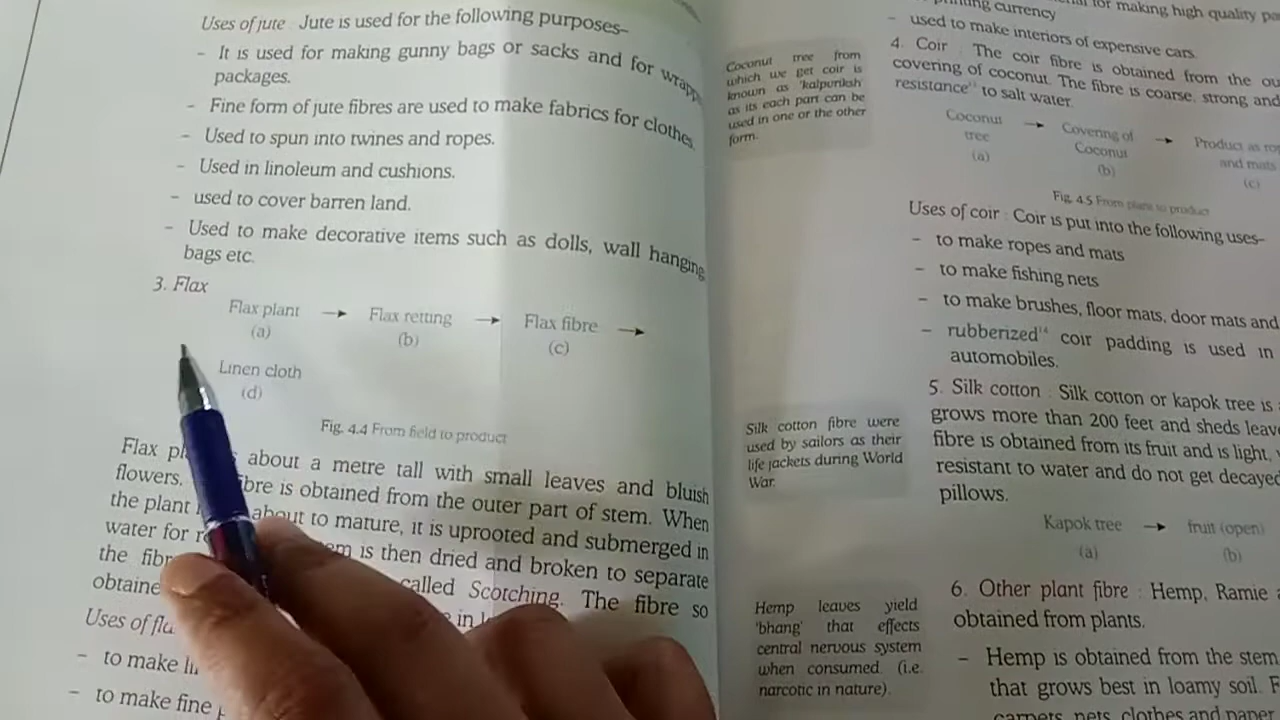 Uses of jute : Jute is used for the following purposes–
– It is used for making gunny bags or sacks and for
packages.
– Fine form of jute fibres are used to make fabrics for clothes.
– Used to spun into twines and ropes.
– Used in linoleum and cushions.
– used to cover barren land.
– Used to make decorative items such as dolls, wall hanging
bags etc.
3. Flax
Flax plant → Flax retting → Flax fibre →
(a) (b) (c)
Linen cloth
(d)
Fig. 4.4 From field to product
Flax about a metre tall with small leaves and bluish
flowers. fibre is obtained from the outer part of stem. When
the plant about to mature, it is uprooted and submerged in
water for is then dried and broken to separate
the called Scotching. The fibre so
in
Uses of
– to make
– to make fine
Coconut tree from
which we get coir is
known as 'kalpvriksh'
as its each part can be
used in one or the other
form.
Silk cotton fibre were
used by sailors as their
life jackets during World
War.
Hemp leaves yield
'bhang' that effects
central nervous system
when consumed. (i.e.
narcotic in nature).
for making high quality
currency
– used to make interiors of expensive cars.
4. Coir : The coir fibre is obtained from the
covering of coconut. The fibre is coarse, strong and
resistance to salt water.
Coconut → Covering of → Product as
tree Coconut and mats
(a) (b) (c)
Fig. 4.5 From plant to product
Uses of coir : Coir is put into the following uses–
– to make ropes and mats
– to make fishing nets
– to make brushes, floor mats, door mats and
– rubberized¹⁴ coir padding is used in
automobiles.
5. Silk cotton : Silk cotton or kapok tree is
grows more than 200 feet and sheds
fibre is obtained from its fruit and is light,
resistant to water and do not get
pillows.
Kapok tree → fruit (open)
(a) (b)
6. Other plant fibre : Hemp, Ramie
obtained from plants.
– Hemp is obtained from the stem
that grows best in loamy soil.
carpets, nets, clothes and paper